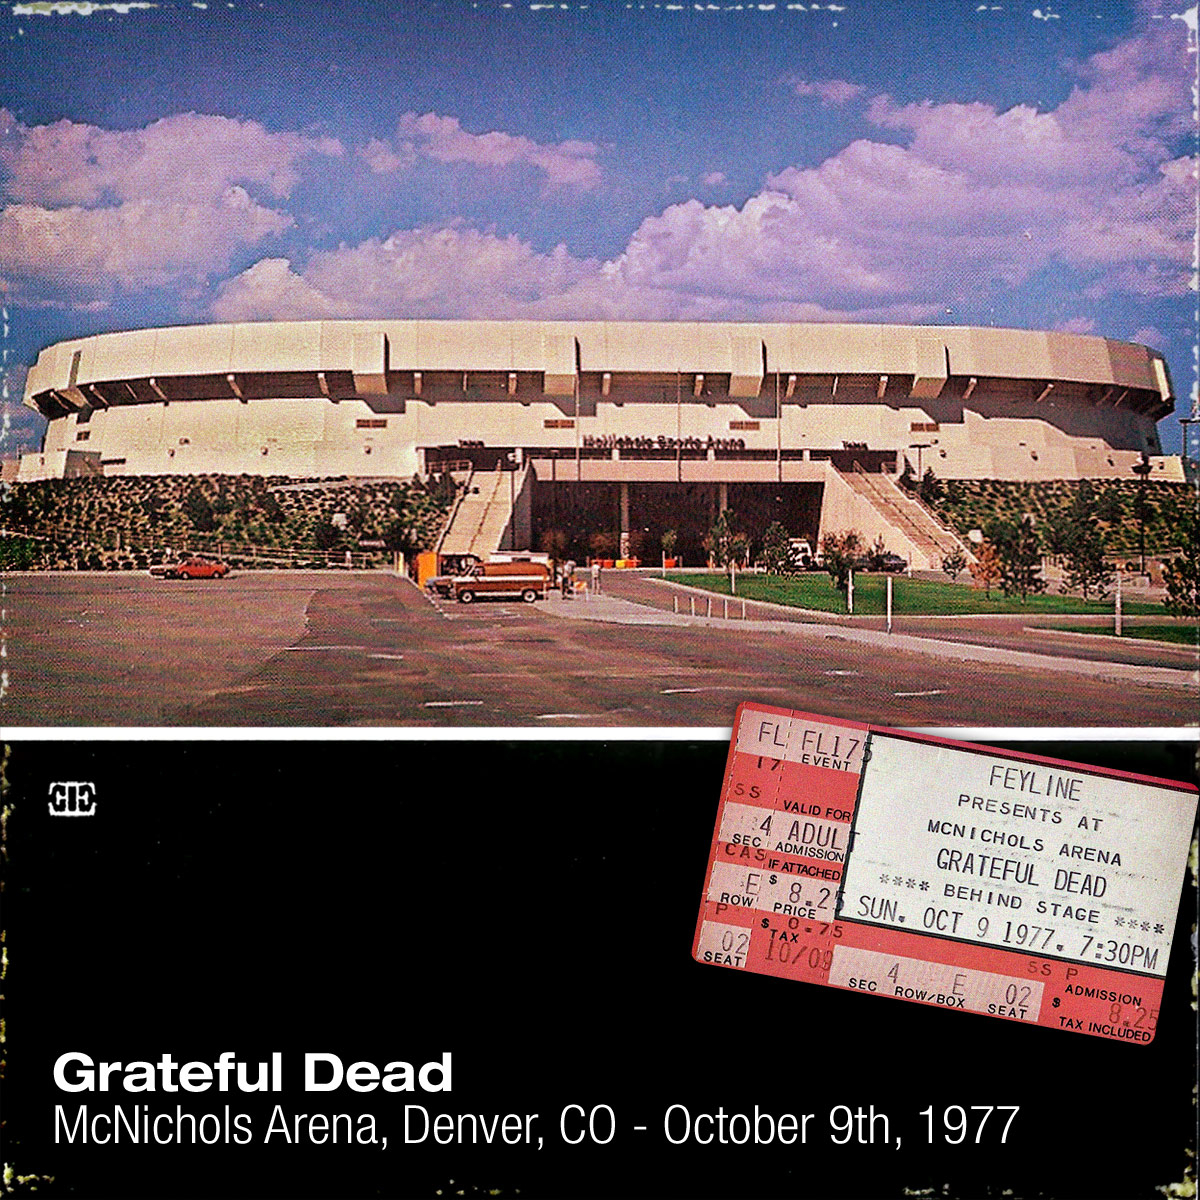 McNichols Sports Arena
FL
FL17
EVENT
17
SS
VALID FOR
4
ADUL
SEC
ADMISSION
CAS
IF ATTACHED
E
$ 8.25
ROW
PRICE
P
$ 0.75
TAX
02
10/09
SEAT
FEYLINE
PRESENTS AT
MCNICHOLS ARENA
GRATEFUL DEAD
**** BEHIND STAGE ****
SUN. OCT 9 1977. 7:30PM
SS P
4 E 02
SEC ROW/BOX SEAT
ADMISSION
$ 8.25
TAX INCLUDED
Grateful Dead
McNichols Arena, Denver, CO - October 9th, 1977